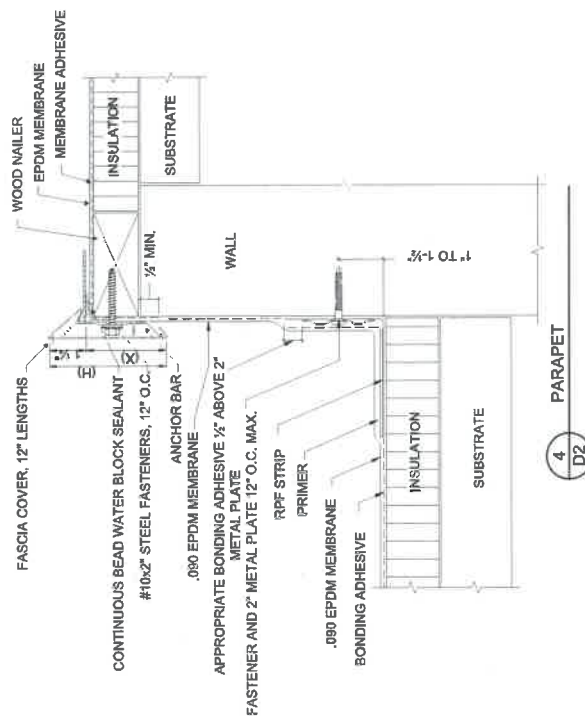 FASCIA COVER, 12" LENGTHS
WOOD NAILER
EPDM MEMBRANE
MEMBRANE ADHESIVE
INSULATION
SUBSTRATE
(H)
(X)
½" MIN.
CONTINUOUS BEAD WATER BLOCK SEALANT
#10x2" STEEL FASTENERS, 12" O.C.
ANCHOR BAR
WALL
.090 EPDM MEMBRANE
APPROPRIATE BONDING ADHESIVE ½" ABOVE 2"
METAL PLATE
FASTENER AND 2" METAL PLATE 12" O.C. MAX.
1" TO 1-½"
RPF STRIP
PRIMER
.090 EPDM MEMBRANE
BONDING ADHESIVE
INSULATION
SUBSTRATE
4
D2
PARAPET